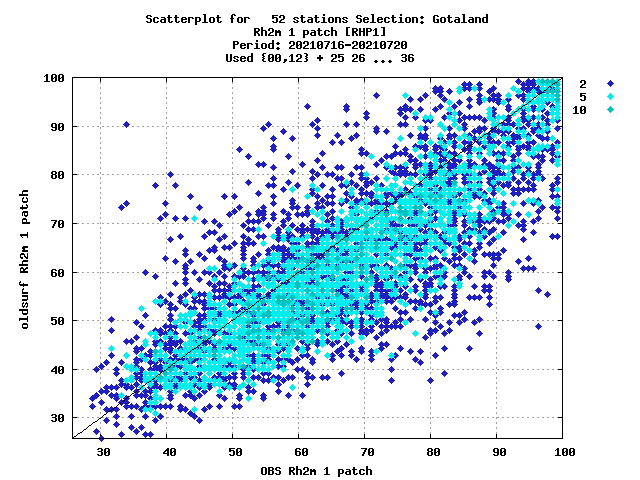 Scatterplot for   52 stations Selection: Gotaland
Rh2m 1 patch [RHP1]
Period: 20210716-20210720
Used {00,12} + 25 26 ... 36
2
5
10
100
90
80
70
60
50
40
30
oldsurf Rh2m 1 patch
30 40 50 60 70 80 90 100
OBS Rh2m 1 patch